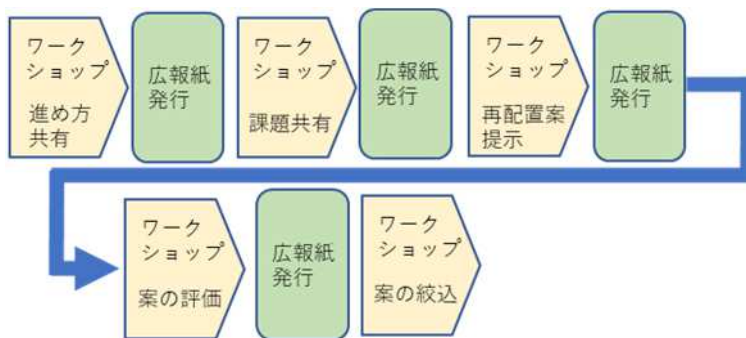 ワーク
ショップ
進め方
共有
広報紙
発行
ワーク
ショップ
課題共有
広報紙
発行
ワーク
ショップ
再配置案
提示
広報紙
発行
ワーク
ショップ
案の評価
広報紙
発行
ワーク
ショップ
案の絞込